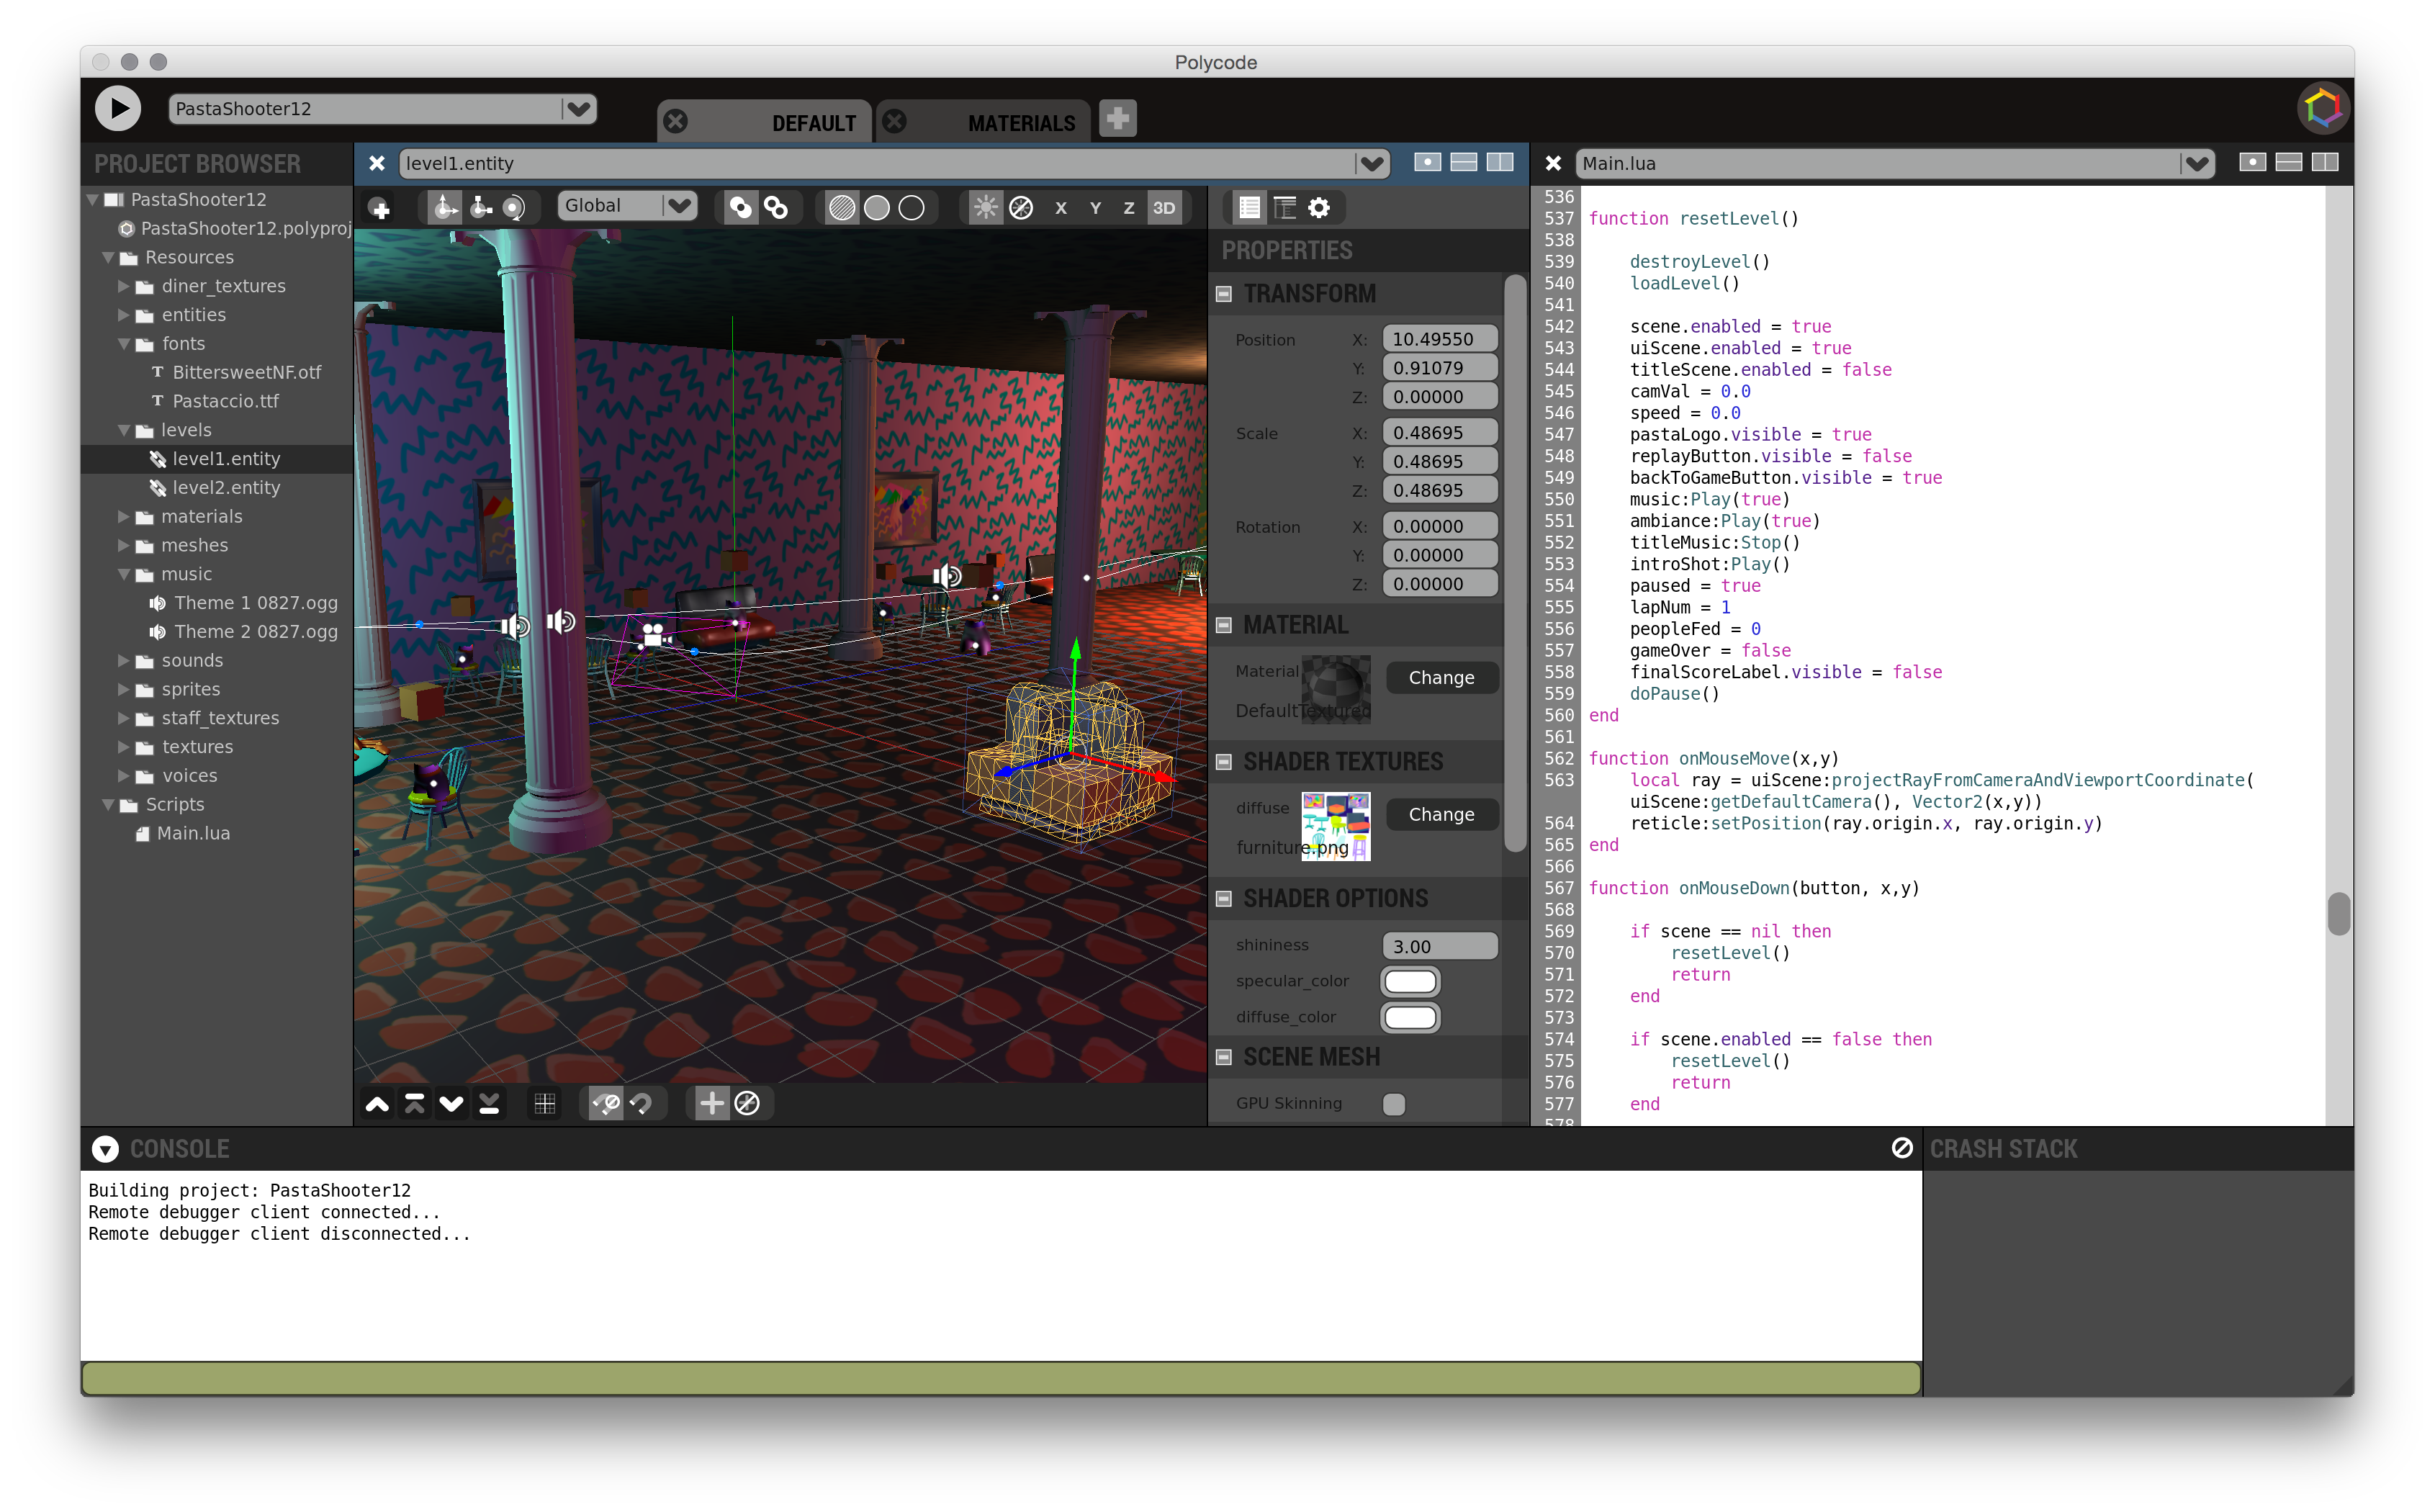 Polycode
PastaShooter12
DEFAULT
MATERIALS
PROJECT BROWSER
PastaShooter12
PastaShooter12.polyproj
Resources
diner_textures
entities
fonts
BittersweetNF.otf
Pastaccio.ttf
levels
level1.entity
level2.entity
materials
meshes
music
Theme 1 0827.ogg
Theme 2 0827.ogg
sounds
sprites
staff_textures
textures
voices
Scripts
Main.lua
level1.entity
Global
X Y Z 3D
PROPERTIES
TRANSFORM
Position X: 10.49550
Y: 0.91079
Z: 0.00000
Scale X: 0.48695
Y: 0.48695
Z: 0.48695
Rotation X: 0.00000
Y: 0.00000
Z: 0.00000
MATERIAL
Material Change
DefaultTextured
SHADER TEXTURES
diffuse Change
furniture.png
SHADER OPTIONS
shininess 3.00
specular_color
diffuse_color
SCENE MESH
GPU Skinning
Main.lua
536
537 function resetLevel()
538
539 destroyLevel()
540 loadLevel()
541
542 scene.enabled = true
543 uiScene.enabled = true
544 titleScene.enabled = false
545 camVal = 0.0
546 speed = 0.0
547 pastaLogo.visible = true
548 replayButton.visible = false
549 backToGameButton.visible = true
550 music:Play(true)
551 ambiance:Play(true)
552 titleMusic:Stop()
553 introShot:Play()
554 paused = true
555 lapNum = 1
556 peopleFed = 0
557 gameOver = false
558 finalScoreLabel.visible = false
559 doPause()
560 end
561
562 function onMouseMove(x,y)
563 local ray = uiScene:projectRayFromCameraAndViewportCoordinate(
uiScene:getDefaultCamera(), Vector2(x,y))
564 reticle:setPosition(ray.origin.x, ray.origin.y)
565 end
566
567 function onMouseDown(button, x,y)
568
569 if scene == nil then
570 resetLevel()
571 return
572 end
573
574 if scene.enabled == false then
575 resetLevel()
576 return
577 end
578
CONSOLE
Building project: PastaShooter12
Remote debugger client connected...
Remote debugger client disconnected...
CRASH STACK